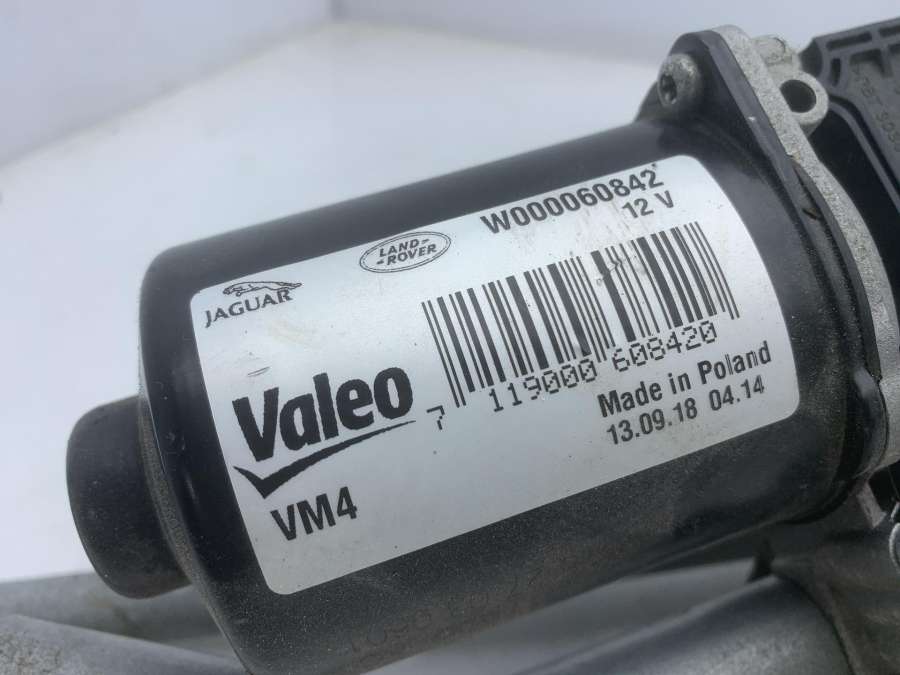 W000060842
12 V
LAND-
-ROVER
JAGUAR
7 119000 608420
Valeo
Made in Poland
13.09.18 04.14
VM4